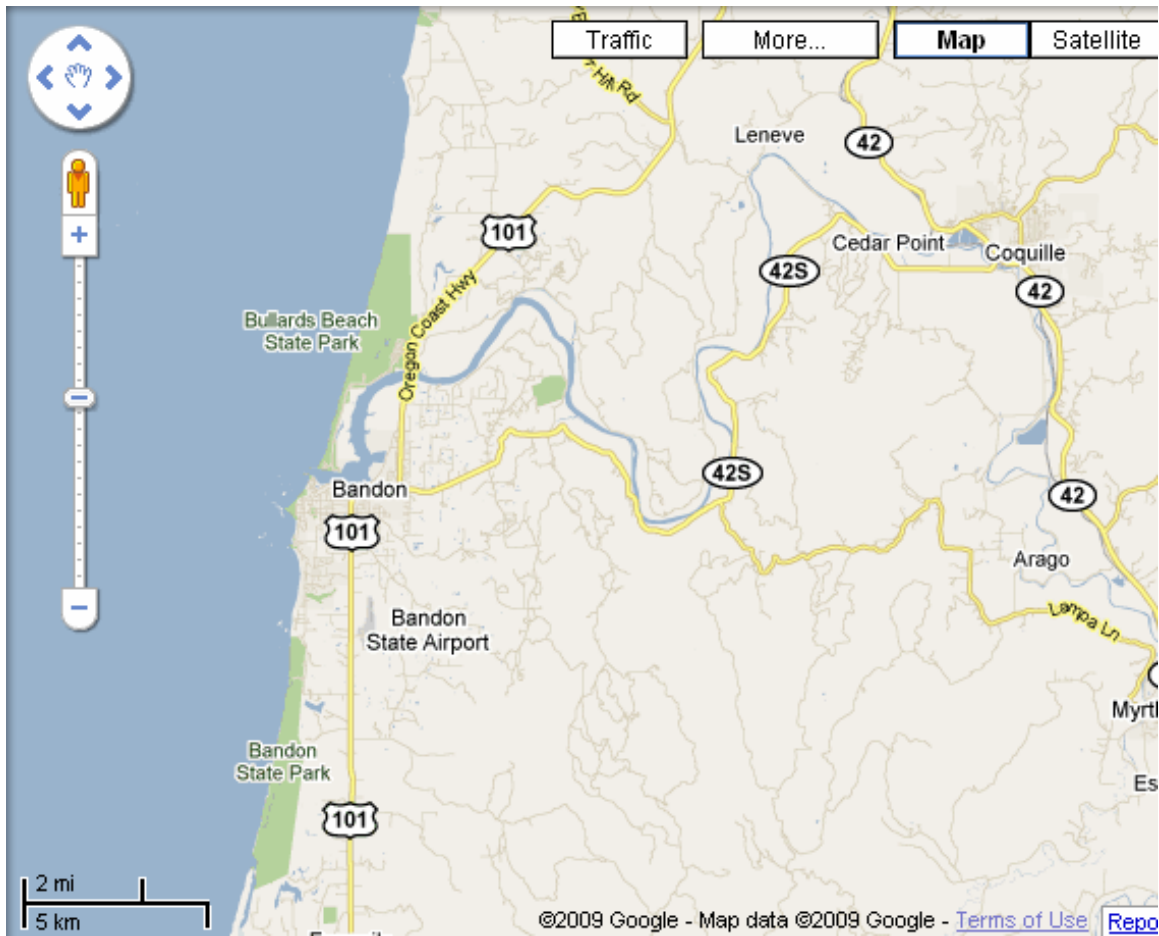 Traffic
More...
Map
Satellite
Hill Rd
Leneve
42
101
Cedar Point
Coquille
42S
42
Oregon Coast Hwy
Bullards Beach
State Park
42S
Bandon
42
101
Arago
Bandon
State Airport
Lampa Ln
Myrtl
Bandon
State Park
Es
101
2 mi
5 km
©2009 Google - Map data ©2009 Google - Terms of Use
Repo